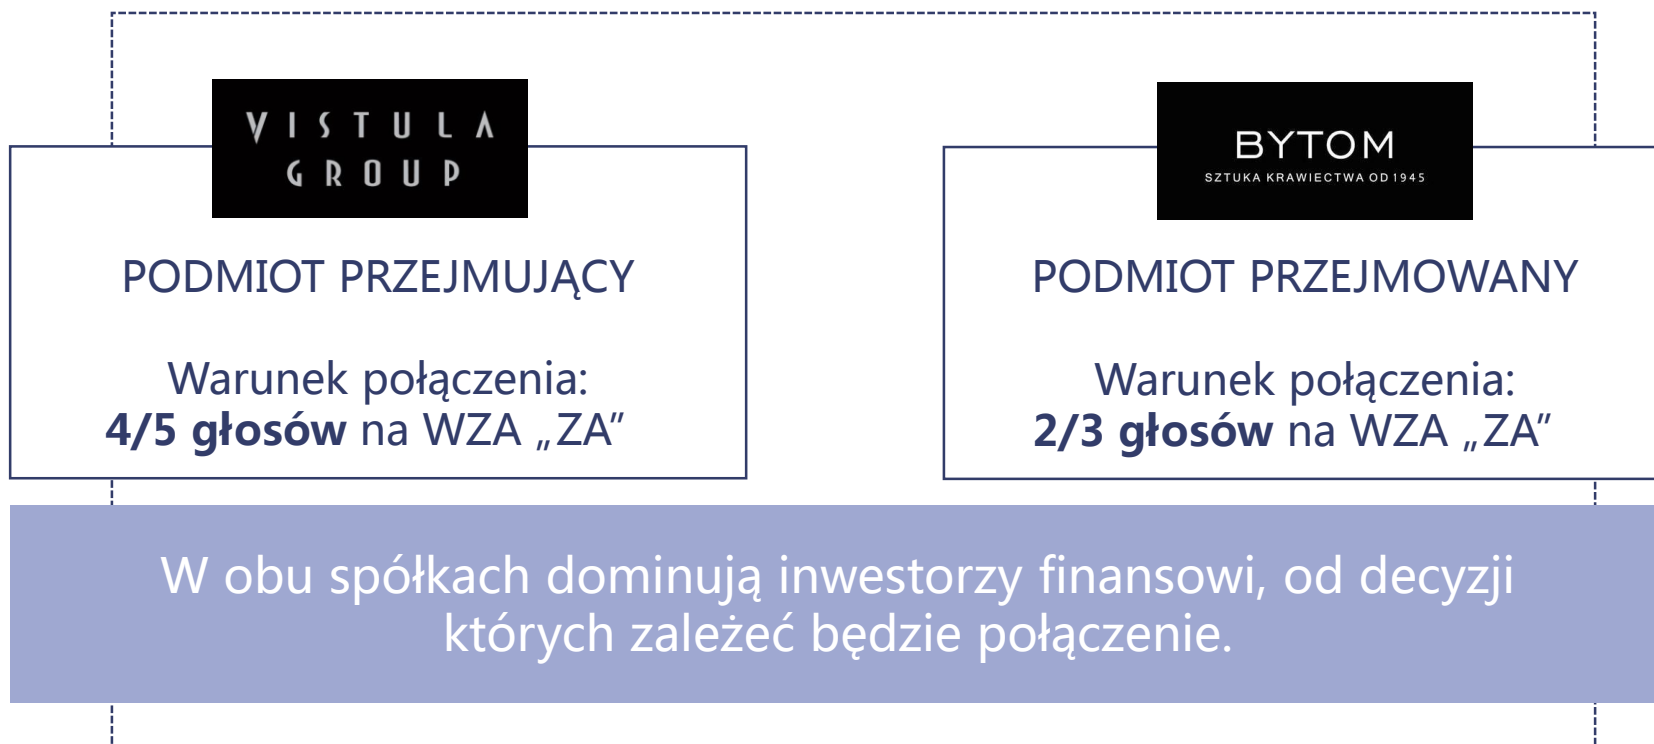 VISTULA
GROUP
PODMIOT PRZEJMUJĄCY
Warunek połączenia:
4/5 głosów na WZA „ZA”
BYTOM
SZTUKA KRAWIECTWA OD 1945
PODMIOT PRZEJMOWANY
Warunek połączenia:
2/3 głosów na WZA „ZA”
W obu spółkach dominują inwestorzy finansowi, od decyzji
których zależeć będzie połączenie.